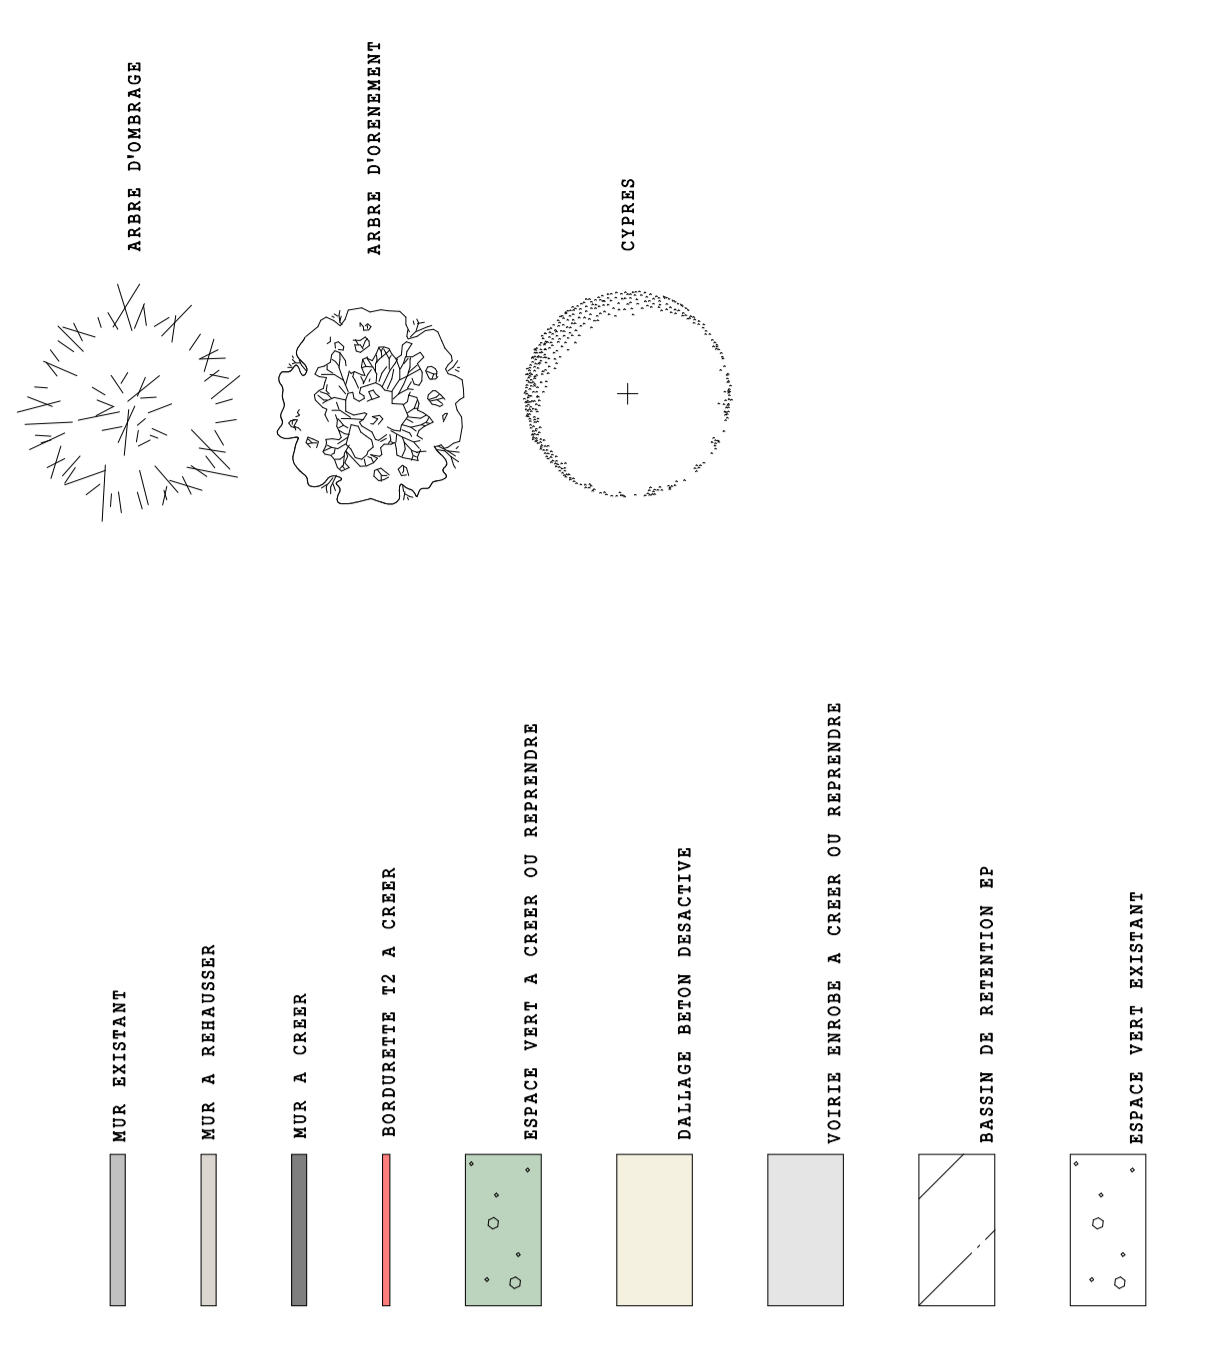 ARBRE D'OMBRAGE
ARBRE D'ORENEMENT
CYPRES
MUR EXISTANT
MUR A REHAUSSER
MUR A CREER
BORDURETTE T2 A CREER
ESPACE VERT A CREER OU REPRENDRE
DALLAGE BETON DESACTIVE
VOIRIE ENROBE A CREER OU REPRENDRE
BASSIN DE RETENTION EP
ESPACE VERT EXISTANT